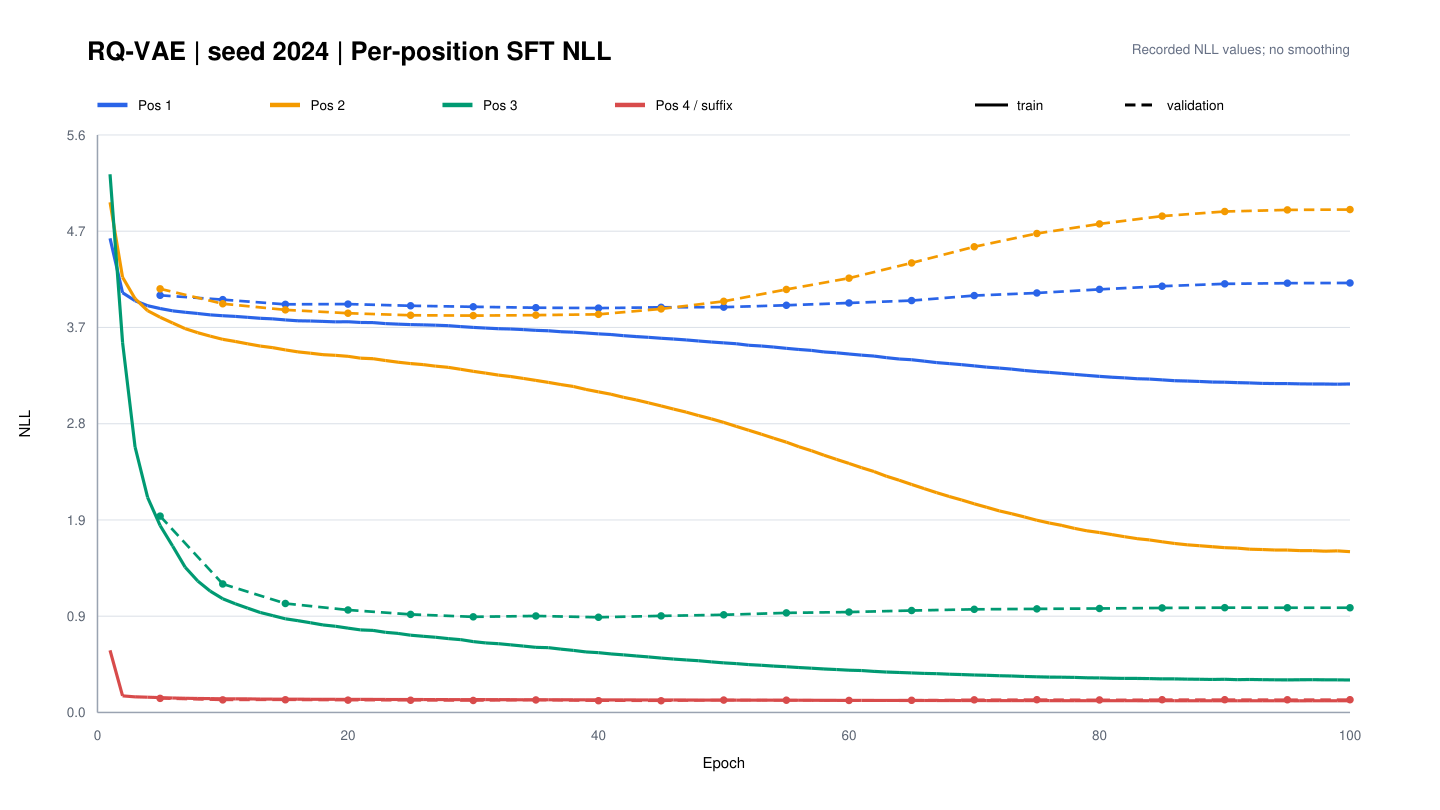 RQ-VAE | seed 2024 | Per-position SFT NLL
Recorded NLL values; no smoothing
Pos 1 Pos 2 Pos 3 Pos 4 / suffix train validation
5.6
4.7
3.7
2.8
1.9
0.9
0.0
NLL
0 20 40 60 80 100
Epoch